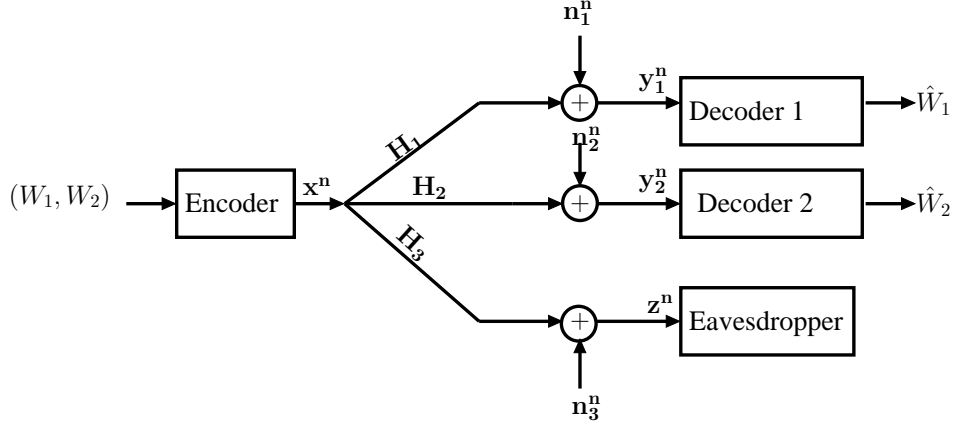 n₁ⁿ
y₁ⁿ
Decoder 1
Ŵ₁
+
H₁
n₂ⁿ
(W₁, W₂)
Encoder
xⁿ
H₂
+
y₂ⁿ
Decoder 2
Ŵ₂
H₃
+
zⁿ
Eavesdropper
n₃ⁿ